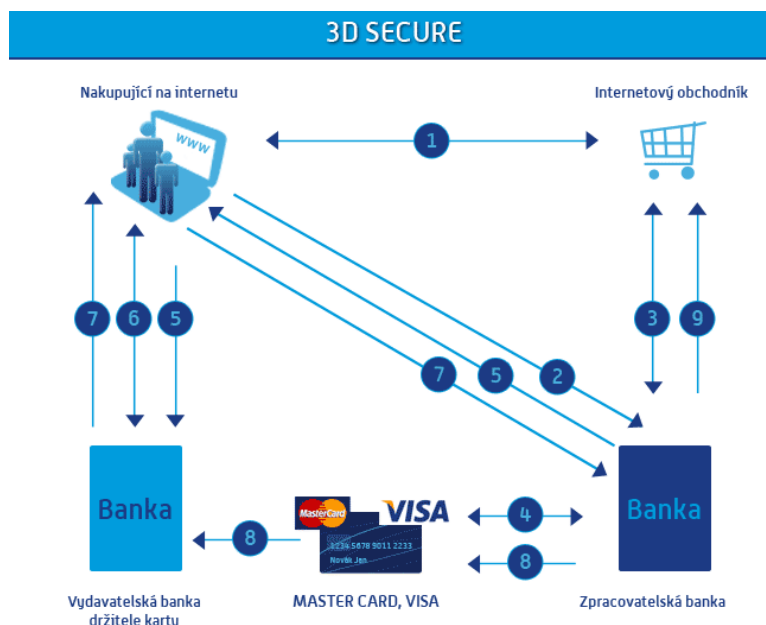 3D SECURE
Nakupující na internetu
Internetový obchodník
www
1
7
6
5
3
9
7
5
2
Banka
MasterCard
VISA
4
Banka
8
1234 5678 9011 2233
Novák Jan
8
Vydavatelská banka
držitele kartu
MASTER CARD, VISA
Zpracovatelská banka